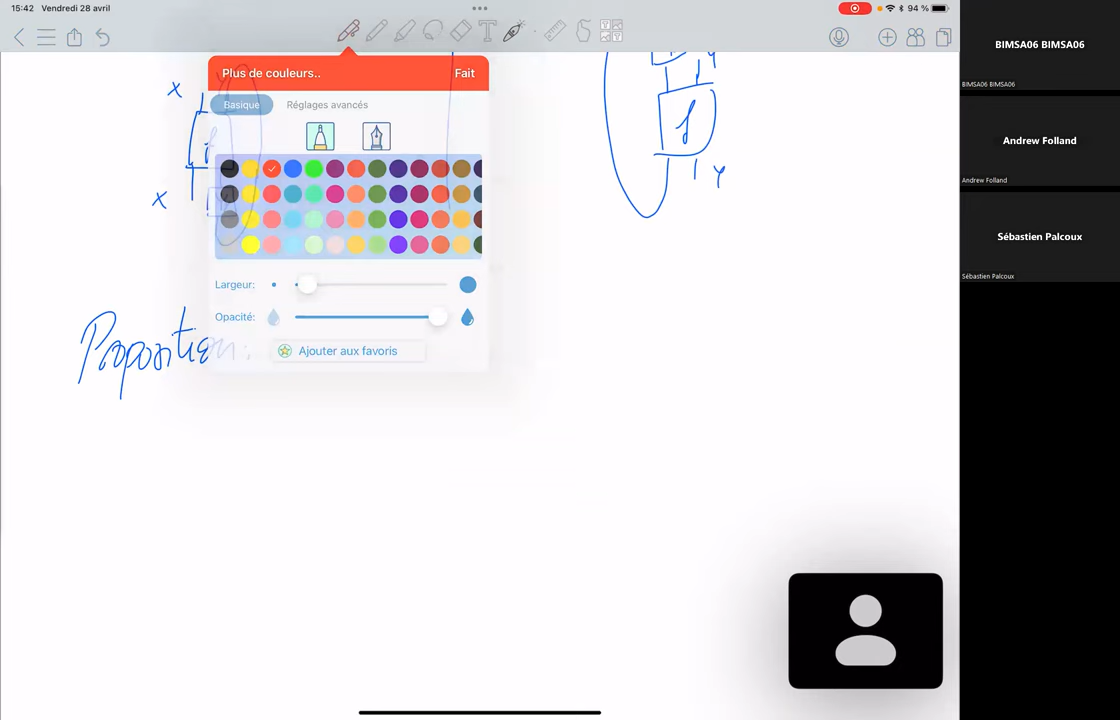 15:42 Vendredi 28 avril
94 %
Plus de couleurs..
Fait
Basique
Réglages avancés
Largeur:
Opacité:
Ajouter aux favoris
x
x
y
f
y
Proposition:
BIMSA06 BIMSA06
BIMSA06 BIMSA06
Andrew Folland
Andrew Folland
Sébastien Palcoux
Sébastien Palcoux